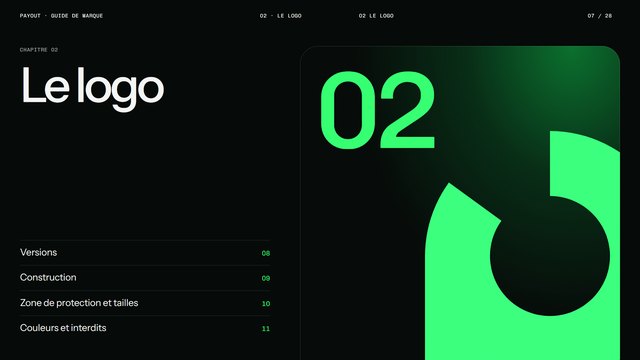 PAYOUT - GUIDE DE MARQUE
02 - LE LOGO
02 LE LOGO
07 / 28
CHAPITRE 02
Le logo
02
Versions 08
Construction 09
Zone de protection et tailles 10
Couleurs et interdits 11